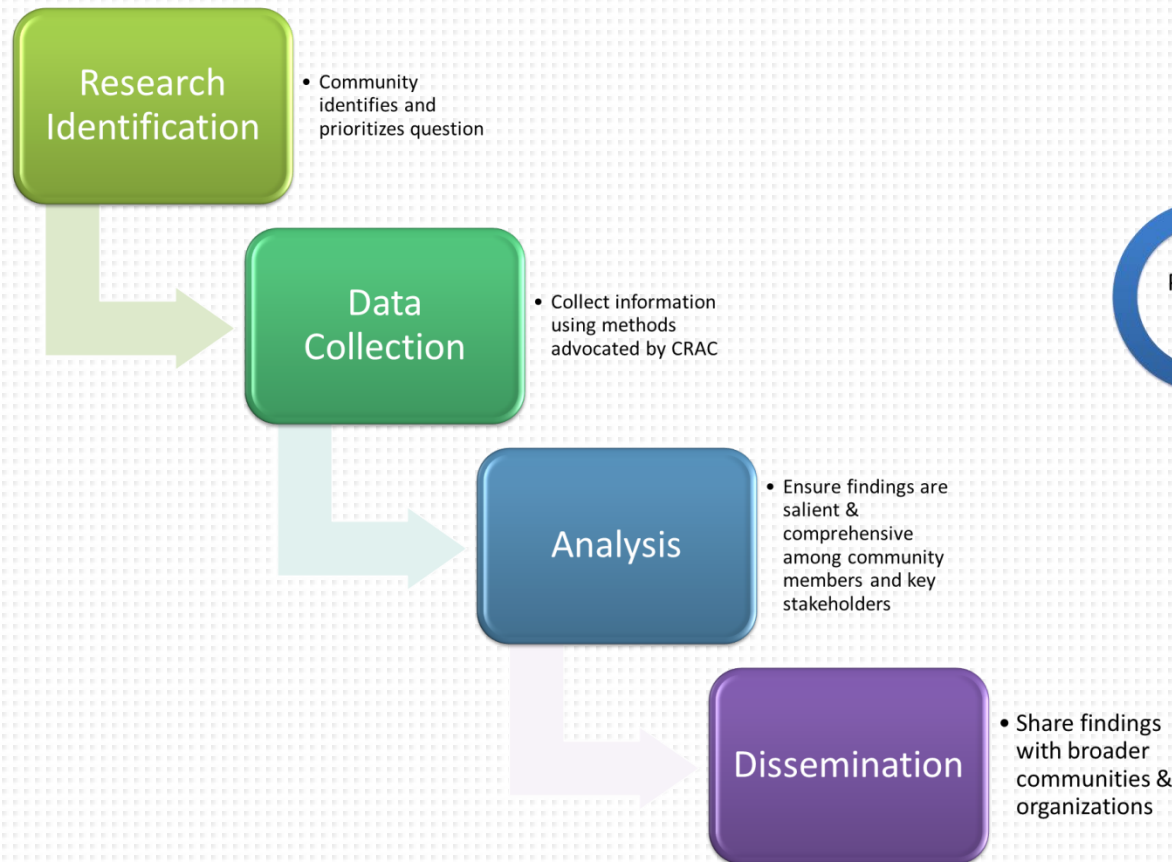 Research
Identification
• Community
identifies and
prioritizes question
Data
Collection
• Collect information
using methods
advocated by CRAC
Analysis
• Ensure findings are
salient &
comprehensive
among community
members and key
stakeholders
Dissemination
• Share findings
with broader
communities &
organizations